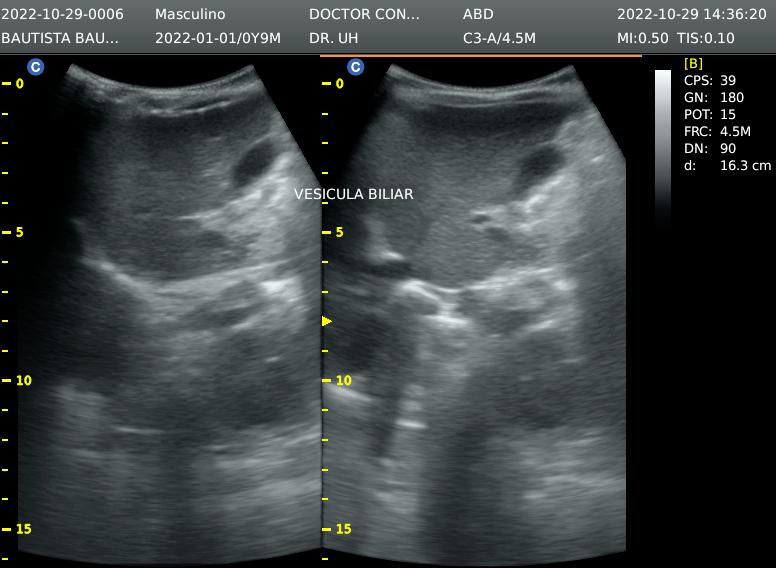 2022-10-29-0006 Masculino DOCTOR CON... ABD 2022-10-29 14:36:20
BAUTISTA BAU... 2022-01-01/0Y9M DR. UH C3-A/4.5M MI:0.50 TIS:0.10
C C
[B]
0 0
CPS: 39
GN: 180
POT: 15
FRC: 4.5M
DN: 90
d: 16.3 cm
VESICULA BILIAR
5 5
10 10
15 15